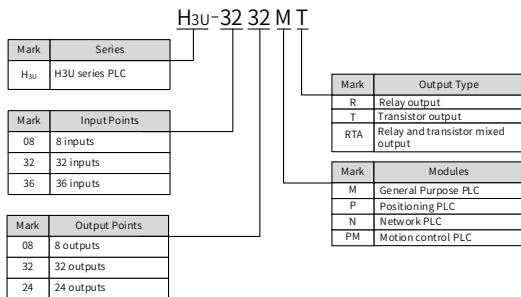 H3U-32 32 M T
Mark Series
H3U H3U series PLC
Mark Input Points
08 8 inputs
32 32 inputs
36 36 inputs
Mark Output Points
08 8 outputs
32 32 outputs
24 24 outputs
Mark Output Type
R Relay output
T Transistor output
RTA Relay and transistor mixed
output
Mark Modules
M General Purpose PLC
P Positioning PLC
N Network PLC
PM Motion control PLC